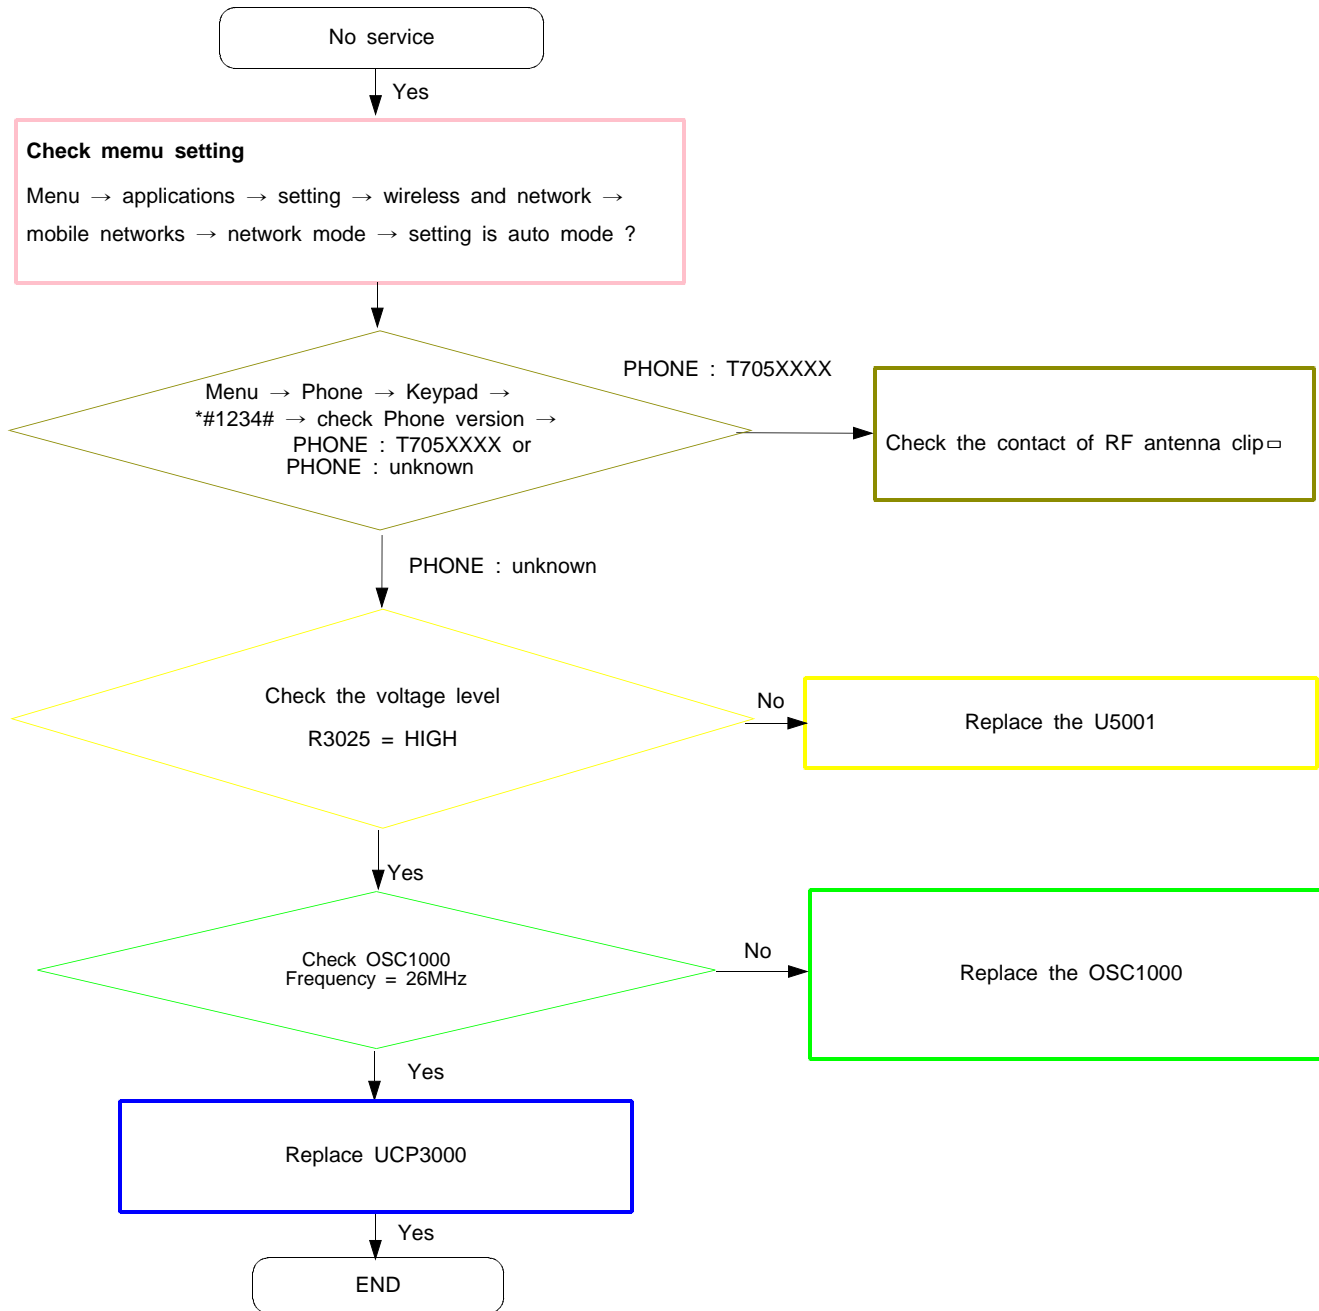 No service
Yes
Check memu setting
Menu → applications → setting → wireless and network →
mobile networks → network mode → setting is auto mode ?
PHONE : T705XXXX
Menu → Phone → Keypad →
*#1234# → check Phone version →
PHONE : T705XXXX or
PHONE : unknown
Check the contact of RF antenna clip▭
PHONE : unknown
Check the voltage level
R3025 = HIGH
No
Replace the U5001
Yes
Check OSC1000
Frequency = 26MHz
No
Replace the OSC1000
Yes
Replace UCP3000
Yes
END